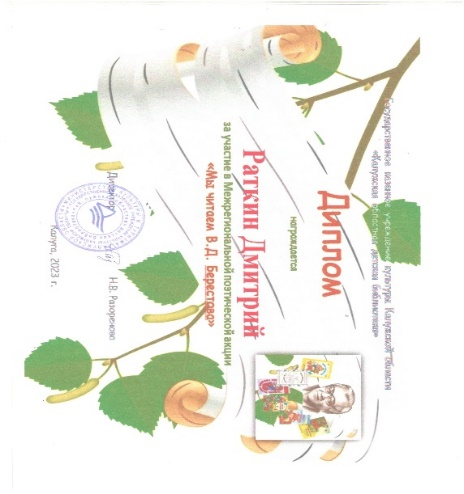 Государственное казенное учреждение культуры Калужской области
«Калужская областная детская библиотека»
Диплом
награждается
Раткин Дмитрий
за участие в Межрегиональной поэтической акции
«Мы читаем В.Д. Берестова»
Директор Н.В. Разоренова
Калуга, 2023 г.